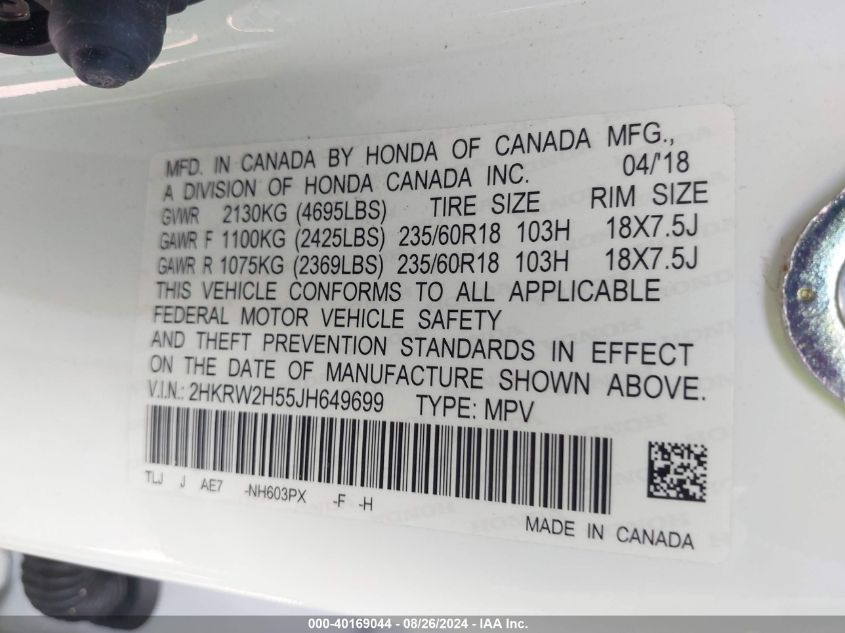 MFD. IN CANADA BY HONDA OF CANADA MFG.,
A DIVISION OF HONDA CANADA INC. 04/'18
GVWR 2130KG (4695LBS) TIRE SIZE RIM SIZE
GAWR F 1100KG (2425LBS) 235/60R18 103H 18X7.5J
GAWR R 1075KG (2369LBS) 235/60R18 103H 18X7.5J
THIS VEHICLE CONFORMS TO ALL APPLICABLE
FEDERAL MOTOR VEHICLE SAFETY
AND THEFT PREVENTION STANDARDS IN EFFECT
ON THE DATE OF MANUFACTURE SHOWN ABOVE.
V.I.N.: 2HKRW2H55JH649699 TYPE: MPV
TLJ J AE7 -NH603PX -F -H
MADE IN CANADA
000-40169044 - 08/26/2024 - IAA Inc.